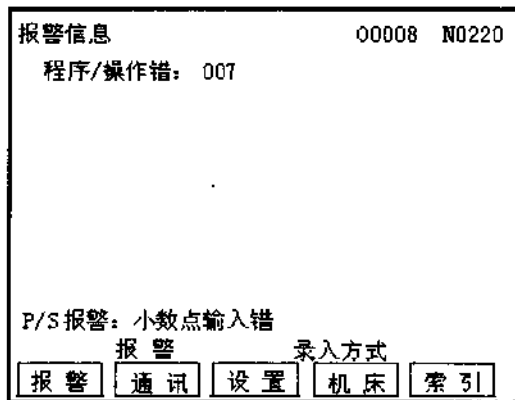 报警信息 00008 N0220
程序/操作错： 007
P/S报警：小数点输入错
报 警 录入方式
报 警 通 讯 设 置 机 床 索 引